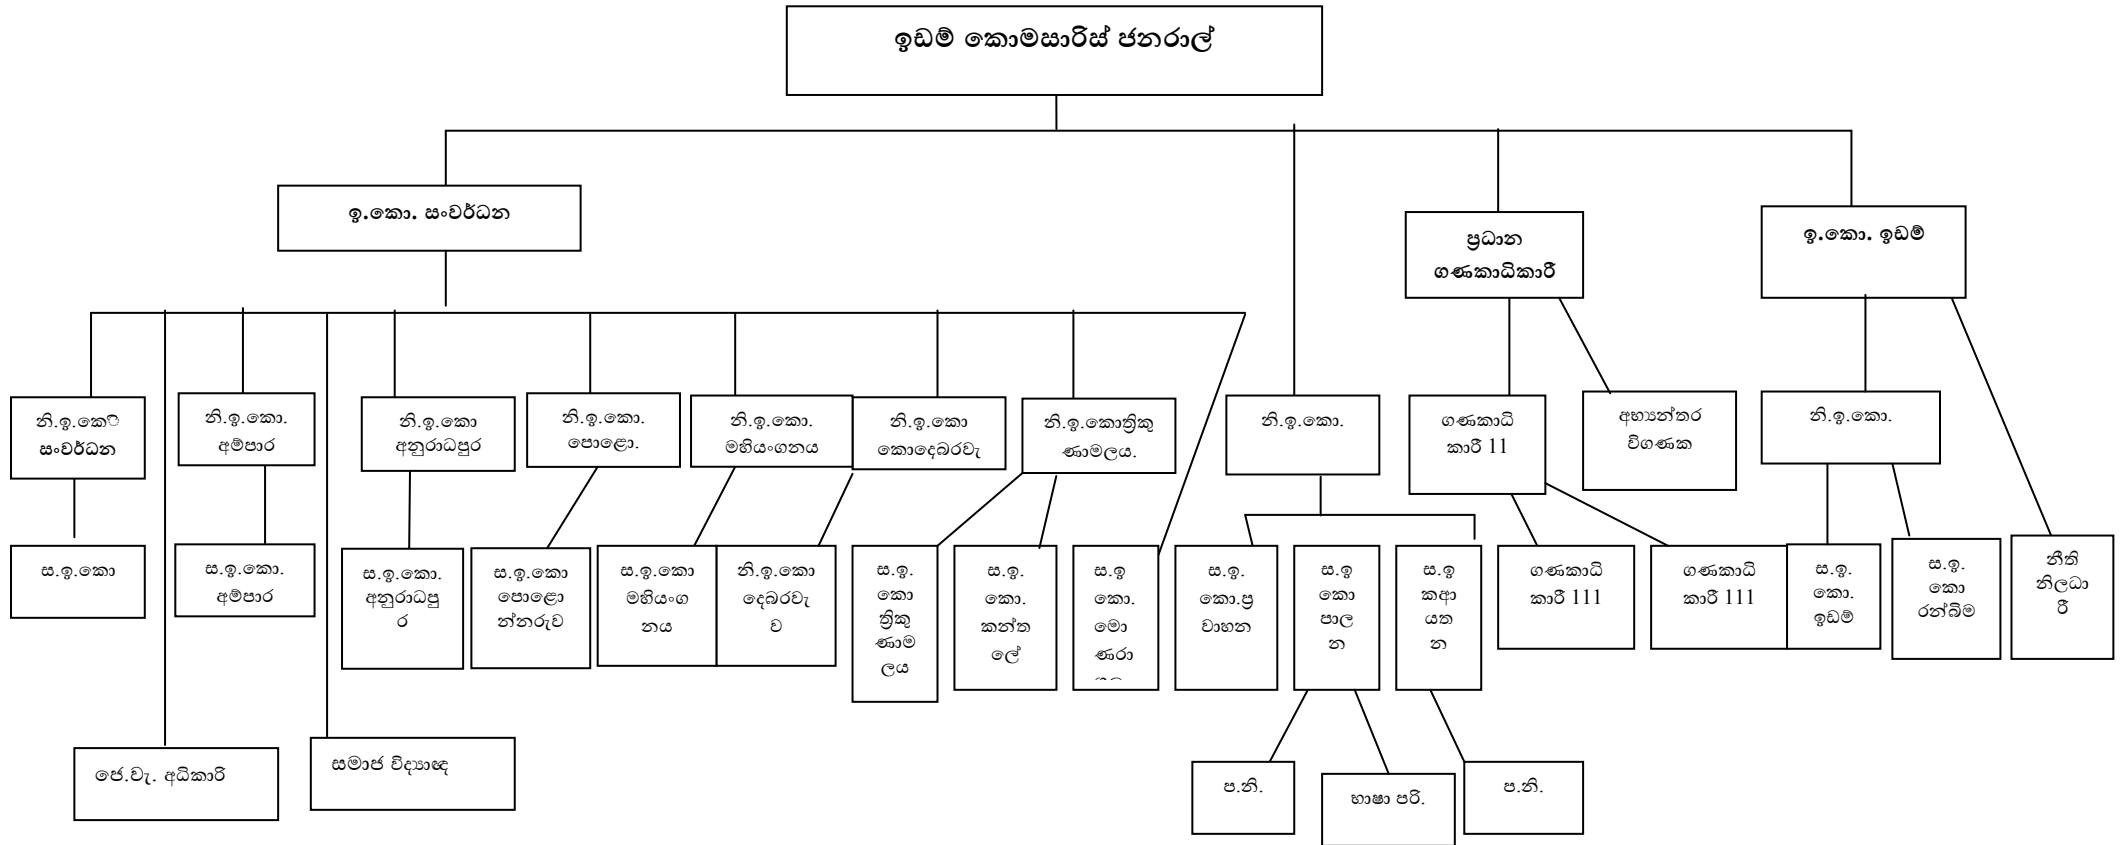 ඉඩම් කොමසාරිස් ජනරාල්
ඉ.කො. සංවර්ධන
ප්‍රධාන
ගණකාධිකාරී
ඉ.කො. ඉඩම්
නි.ඉ.කෙි
සංවර්ධන
නි.ඉ.කො.
අම්පාර
නි.ඉ.කො
අනුරාධපුර
නි.ඉ.කො.
පොළො.
නි.ඉ.කො.
මහියංගනය
නි.ඉ.කො
කොදෙබරවැ
නි.ඉ.කොත්‍රිකු
ණාමලය.
නි.ඉ.කො.
ගණකාධි
කාරී 11
අභ්‍යන්තර
විගණක
නි.ඉ.කො.
ස.ඉ.කො
ස.ඉ.කො.
අම්පාර
ස.ඉ.කො.
අනුරාධපු
ර
ස.ඉ.කො
පොළො
න්නරුව
ස.ඉ.කො
මහියංග
නය
නි.ඉ.කො
දෙබරවැ
ව
ස.ඉ.
කො
ත්‍රිකු
ණාම
ලය
ස.ඉ.
කො.
කන්ත
ලේ
ස.ඉ
කො.
මො
ණරා
ස.ඉ.
කො.ප්‍ර
වාහන
ස.ඉ
කො
පාල
න
ස.ඉ
කආ
යත
න
ගණකාධි
කාරී 111
ගණකාධි
කාරී 111
ස.ඉ.
කො.
ඉඩම්
ස.ඉ.
කො
රන්බිම
නීති
නිලධා
රී
ජෙ.වැ. අධිකාරි
සමාජ විද්‍යාඥ
ප.නි.
භාෂා පරි.
ප.නි.